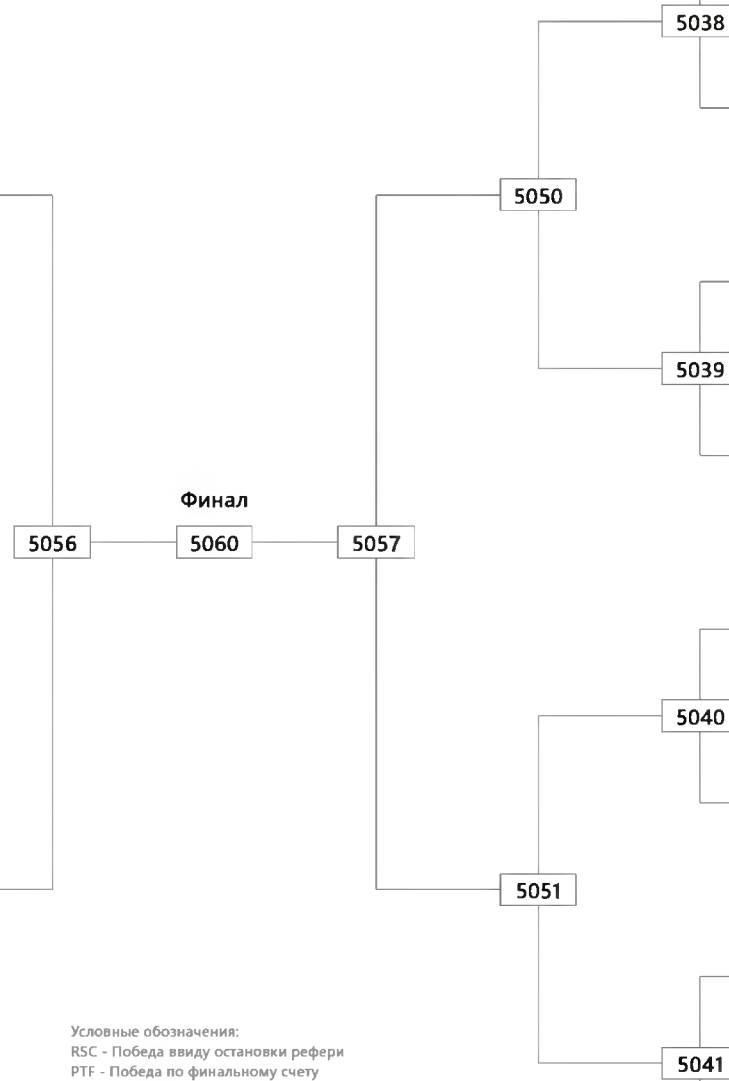 5038
5050
5039
Финал
5056
5060
5057
5040
5051
Условные обозначения:
RSC - Победа ввиду остановки рефери
PTF - Победа по финальному счету
5041